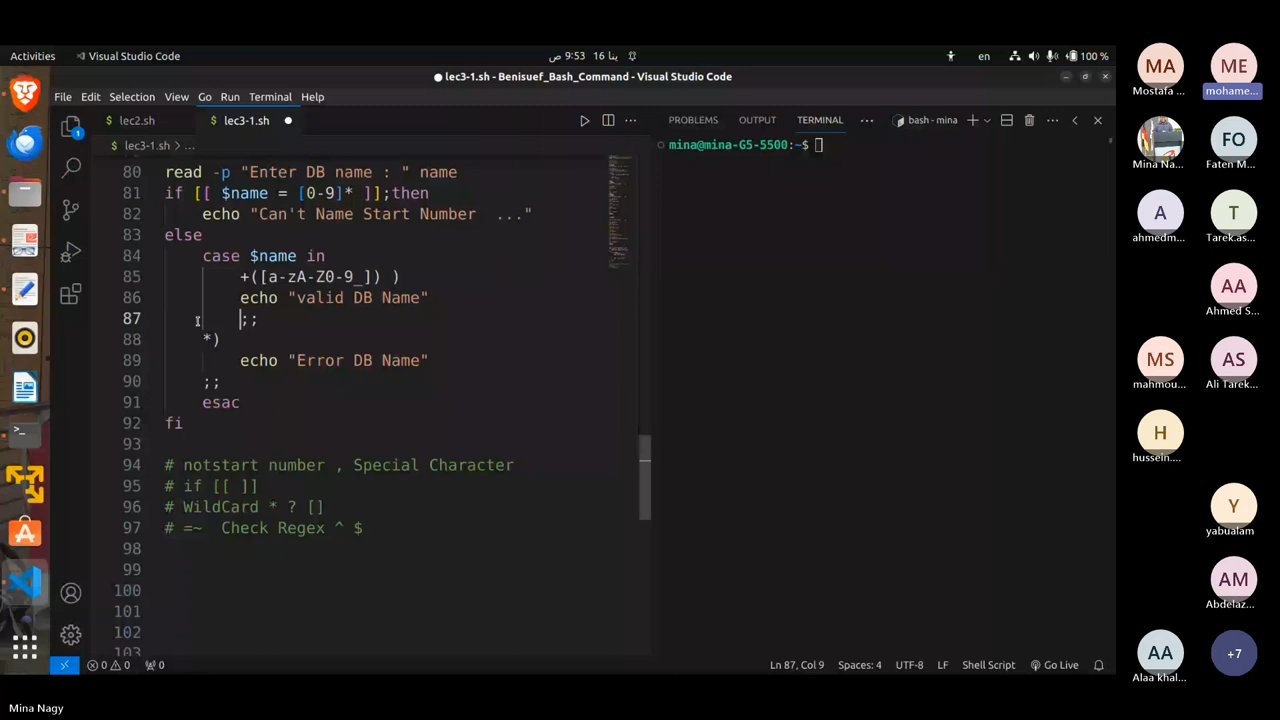 Activities
Visual Studio Code
9:53 ص
16 ينا
en
100 %
lec3-1.sh - Benisuef_Bash_Command - Visual Studio Code
File Edit Selection View Go Run Terminal Help
lec2.sh
lec3-1.sh
PROBLEMS OUTPUT TERMINAL
bash - mina
lec3-1.sh > ...
mina@mina-G5-5500:~$
80 read -p "Enter DB name : " name
81 if [[ $name = [0-9]* ]];then
82 echo "Can't Name Start Number ..."
83 else
84 case $name in
85 +([a-zA-Z0-9_]) )
86 echo "valid DB Name"
87 ;;
88 *)
89 echo "Error DB Name"
90 ;;
91 esac
92 fi
93
94 # notstart number , Special Character
95 # if [[ ]]
96 # WildCard * ? []
97 # =~ Check Regex ^ $
98
99
100
101
102
103
0 0 0
Ln 87, Col 9 Spaces: 4 UTF-8 LF Shell Script Go Live
MA
Mostafa ...
ME
mohame...
Mina Na...
FO
Faten M...
A
ahmedm...
T
Tarek.as...
AA
Ahmed S...
MS
mahmou...
AS
Ali Tarek...
H
hussein....
Y
yabualam
AM
Abdelaz...
AA
Alaa khal...
+7
Mina Nagy